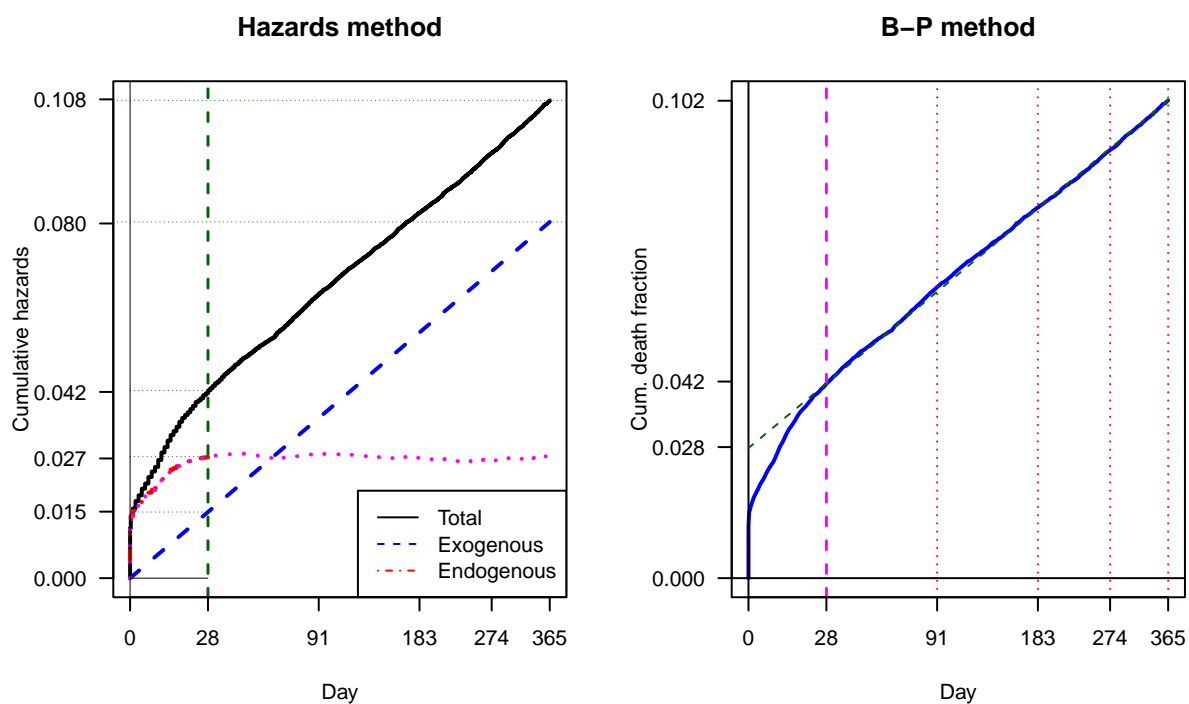 Hazards method
Cumulative hazards
0.108
0.080
0.042
0.027
0.015
0.000
Total
Exogenous
Endogenous
0 28 91 183 274 365
Day
B−P method
Cum. death fraction
0.102
0.042
0.028
0.000
0 28 91 183 274 365
Day